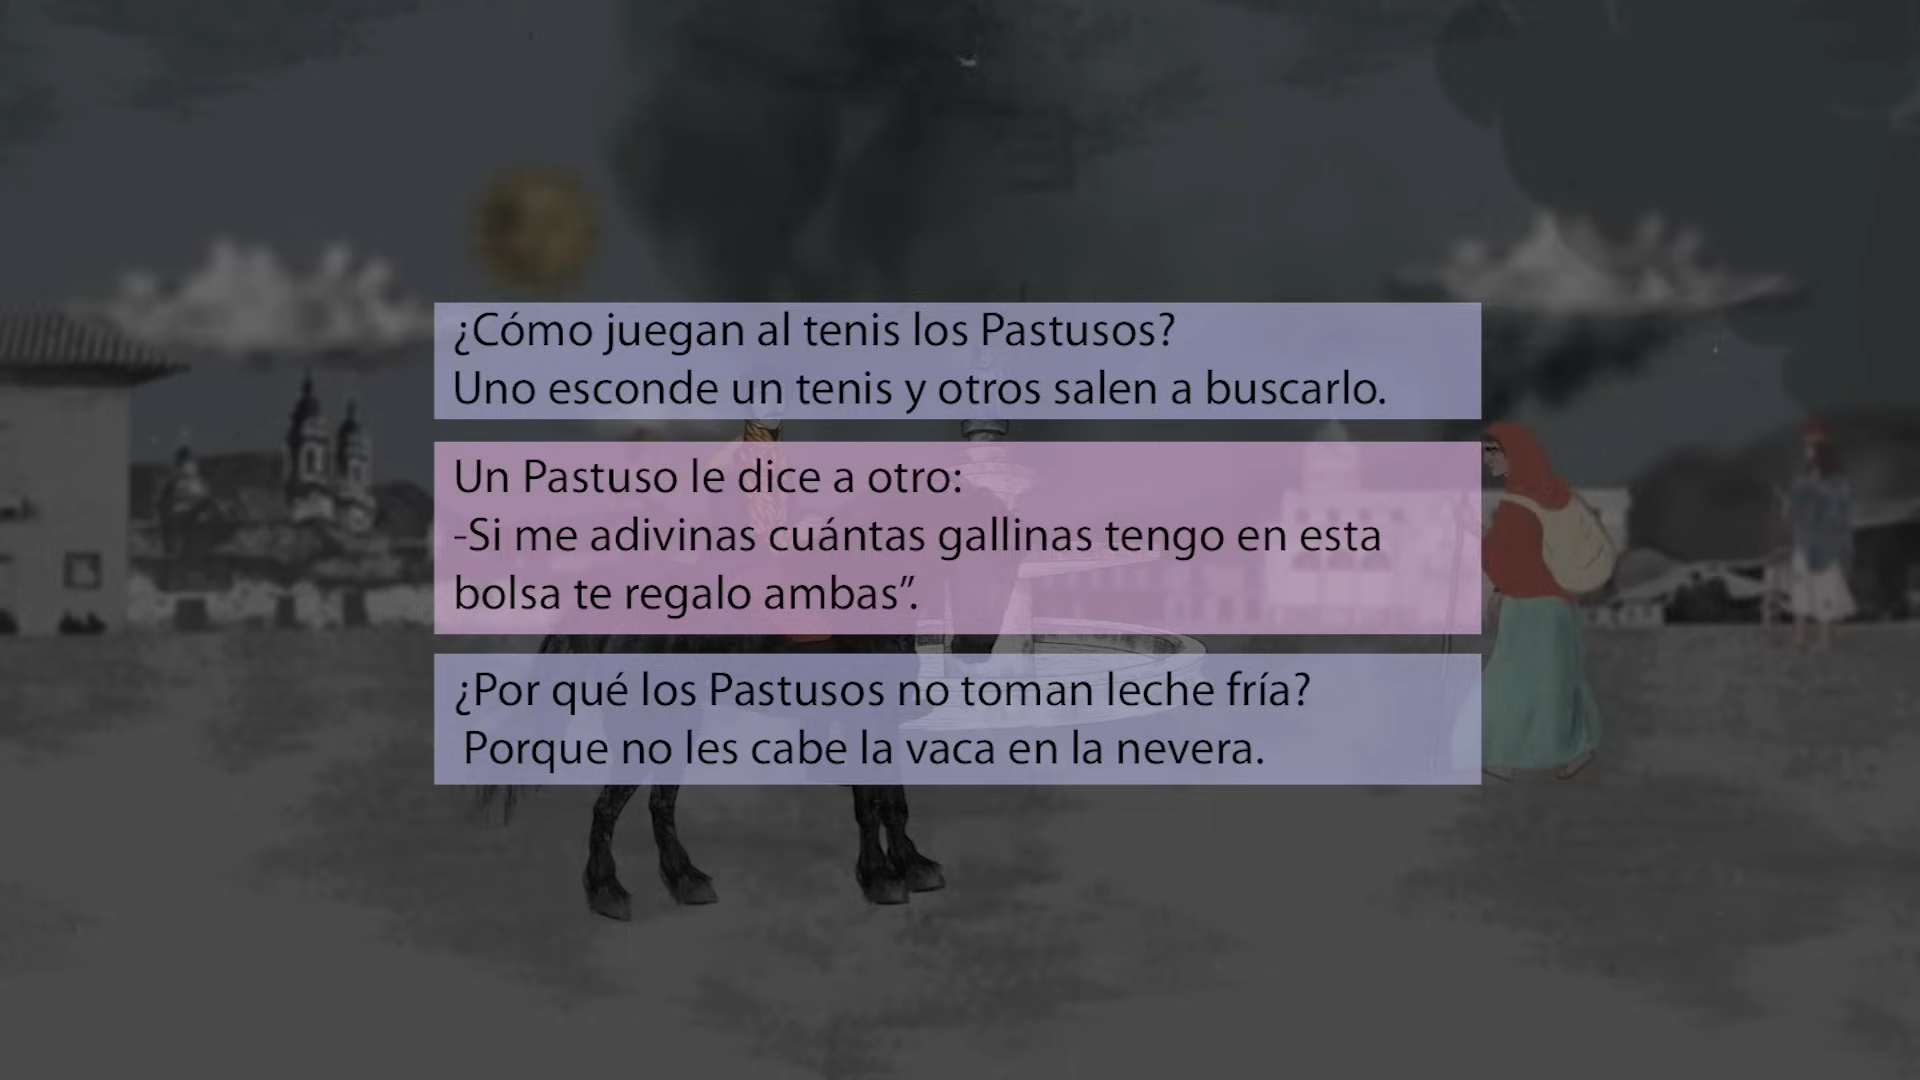 ¿Cómo juegan al tenis los Pastusos?
Uno esconde un tenis y otros salen a buscarlo.
Un Pastuso le dice a otro:
-Si me adivinas cuántas gallinas tengo en esta
bolsa te regalo ambas”.
¿Por qué los Pastusos no toman leche fría?
Porque no les cabe la vaca en la nevera.